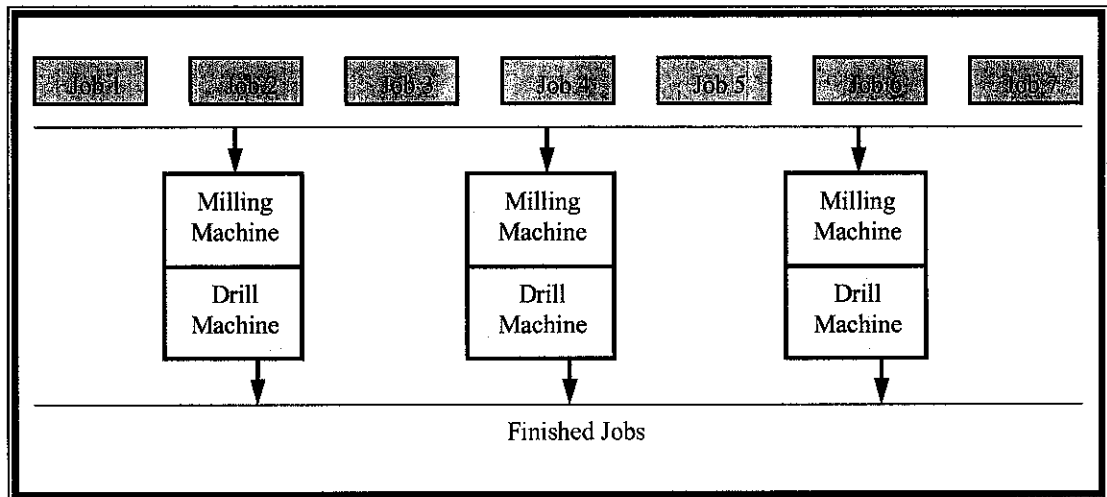 Job 1
Job 2
Job 3
Job 4
Job 5
Job 6
Job 7
Milling
Machine
Milling
Machine
Milling
Machine
Drill
Machine
Drill
Machine
Drill
Machine
Finished Jobs